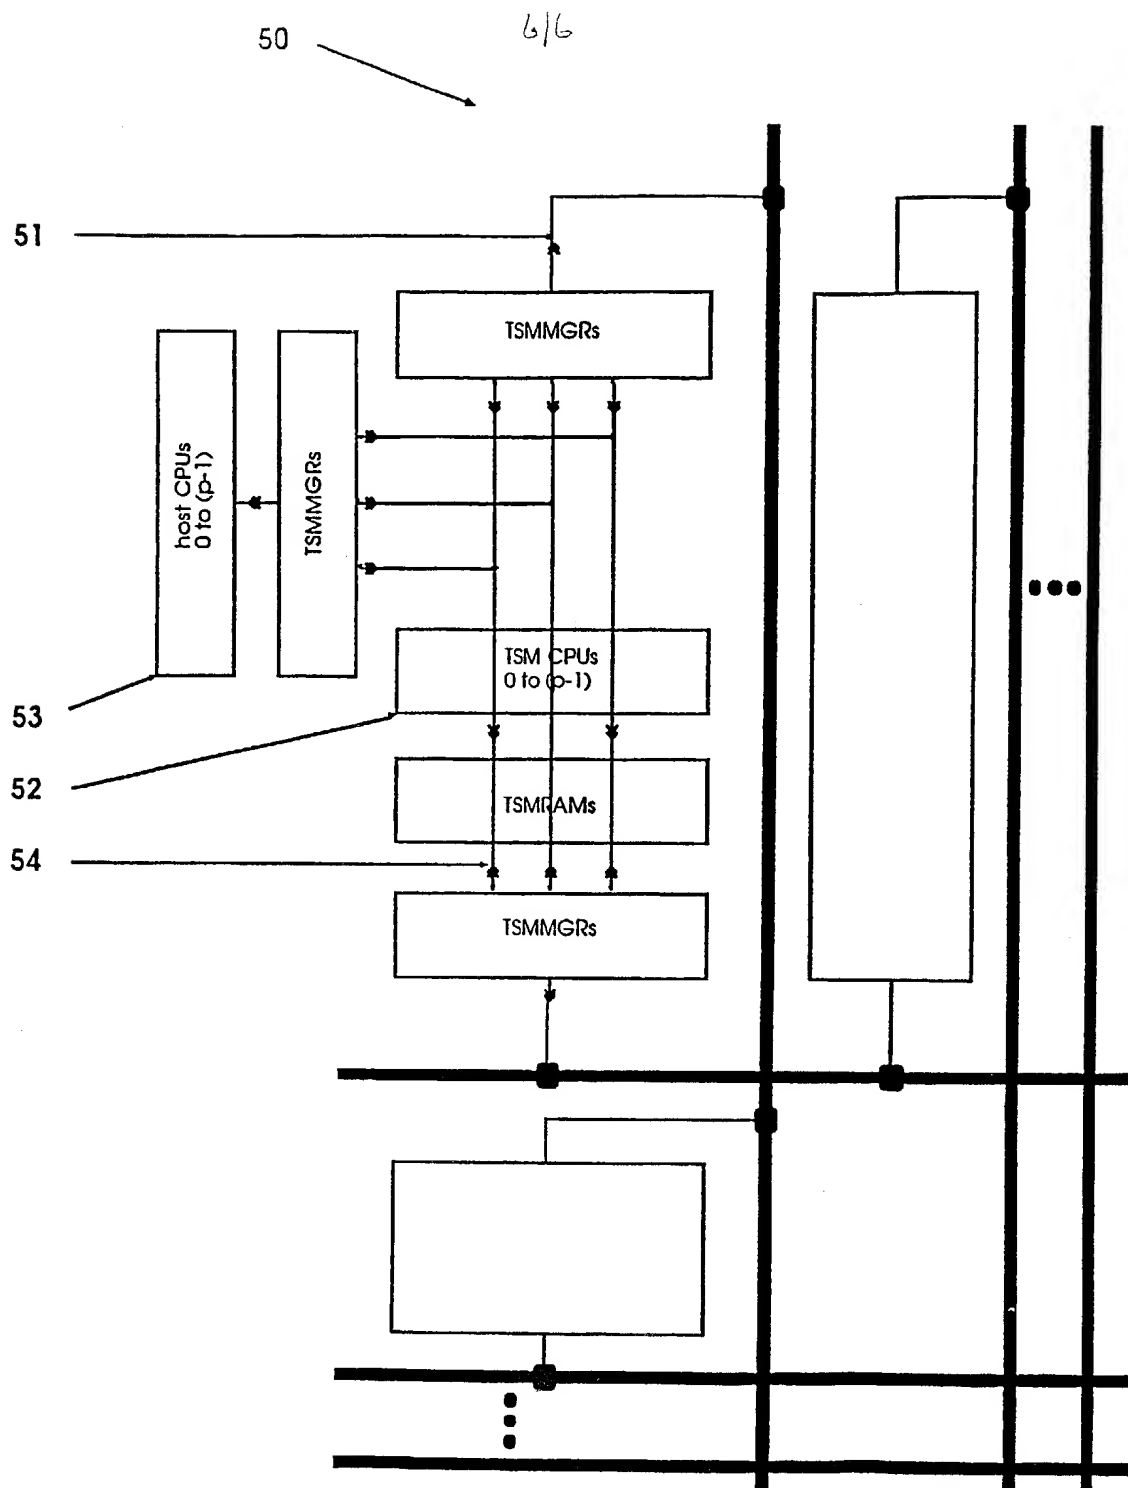 6/6
50
51
TSMMGRs
host CPUs
0 to (p-1)
TSMMGRs
TSM CPUs
0 to (p-1)
53
52
TSMRAMs
54
TSMMGRs